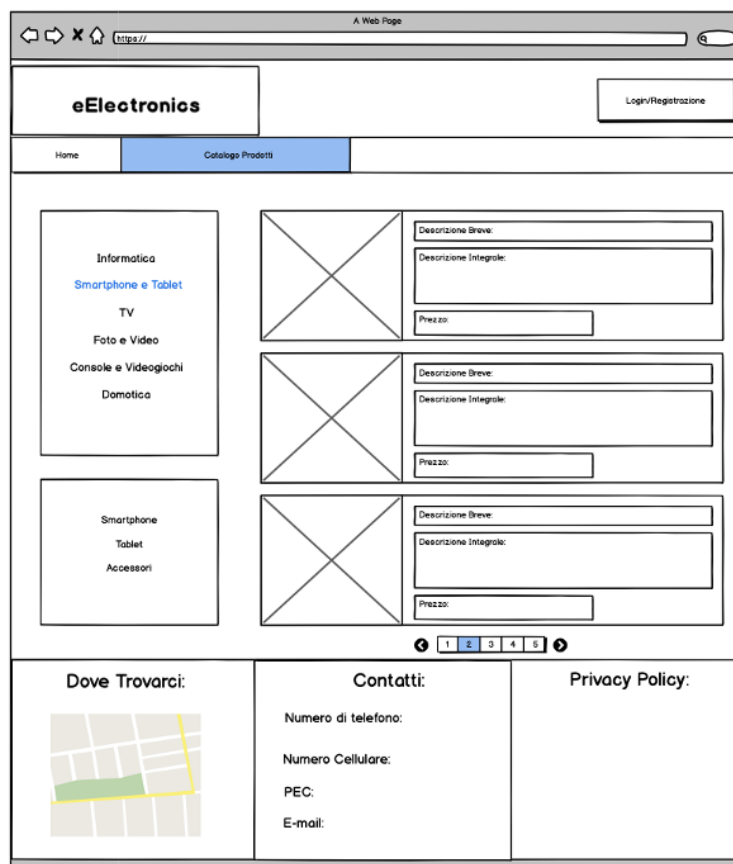 A Web Page
https://
eElectronics
Login/Registrazione
Home
Catalogo Prodotti
Informatica
Smartphone e Tablet
TV
Foto e Video
Console e Videogiochi
Domotica
Smartphone
Tablet
Accessori
Descrizione Breve:
Descrizione Integrale:
Prezzo:
Descrizione Breve:
Descrizione Integrale:
Prezzo:
Descrizione Breve:
Descrizione Integrale:
Prezzo:
1 2 3 4 5
Dove Trovarci:
Contatti:
Numero di telefono:
Numero Cellulare:
PEC:
E-mail:
Privacy Policy: